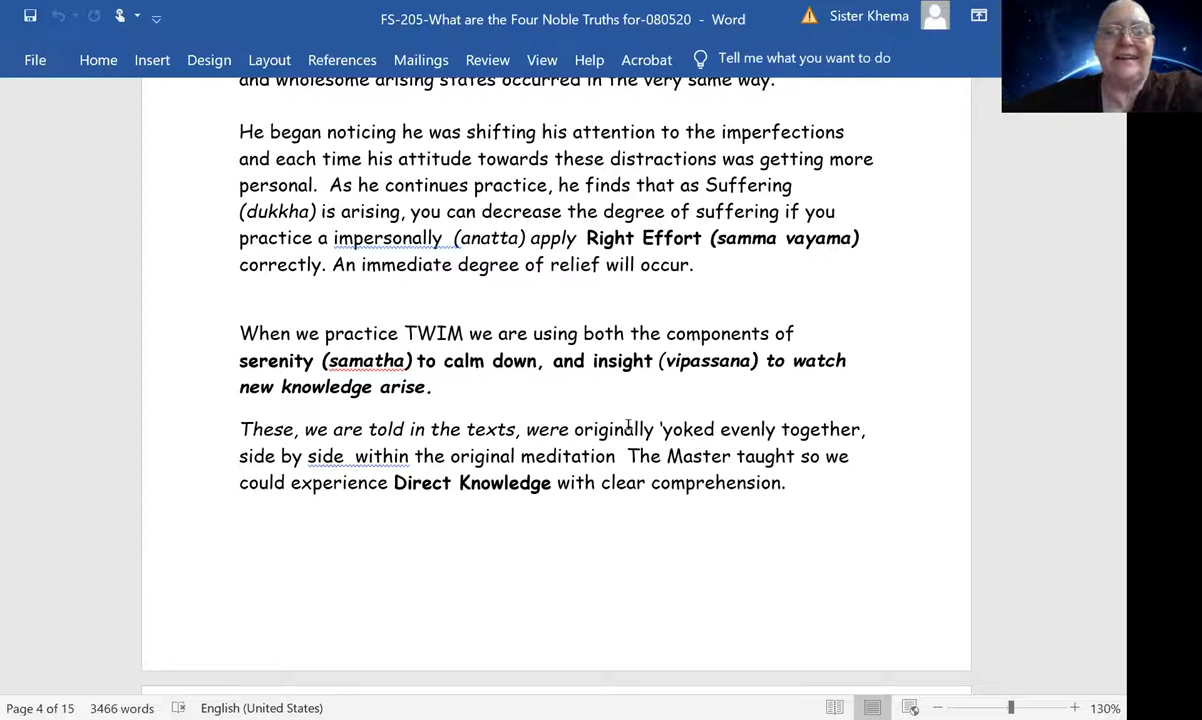 FS-205-What are the Four Noble Truths for-080520 - Word
Sister Khema
File Home Insert Design Layout References Mailings Review View Help Acrobat Tell me what you want to do
and wholesome arising states occurred in the very same way.
He began noticing he was shifting his attention to the imperfections
and each time his attitude towards these distractions was getting more
personal. As he continues practice, he finds that as Suffering
(dukkha) is arising, you can decrease the degree of suffering if you
practice a impersonally (anatta) apply Right Effort (samma vayama)
correctly. An immediate degree of relief will occur.
When we practice TWIM we are using both the components of
serenity (samatha) to calm down, and insight (vipassana) to watch
new knowledge arise.
These, we are told in the texts, were originally 'yoked evenly together,
side by side within the original meditation The Master taught so we
could experience Direct Knowledge with clear comprehension.
Page 4 of 15 3466 words English (United States) 130%